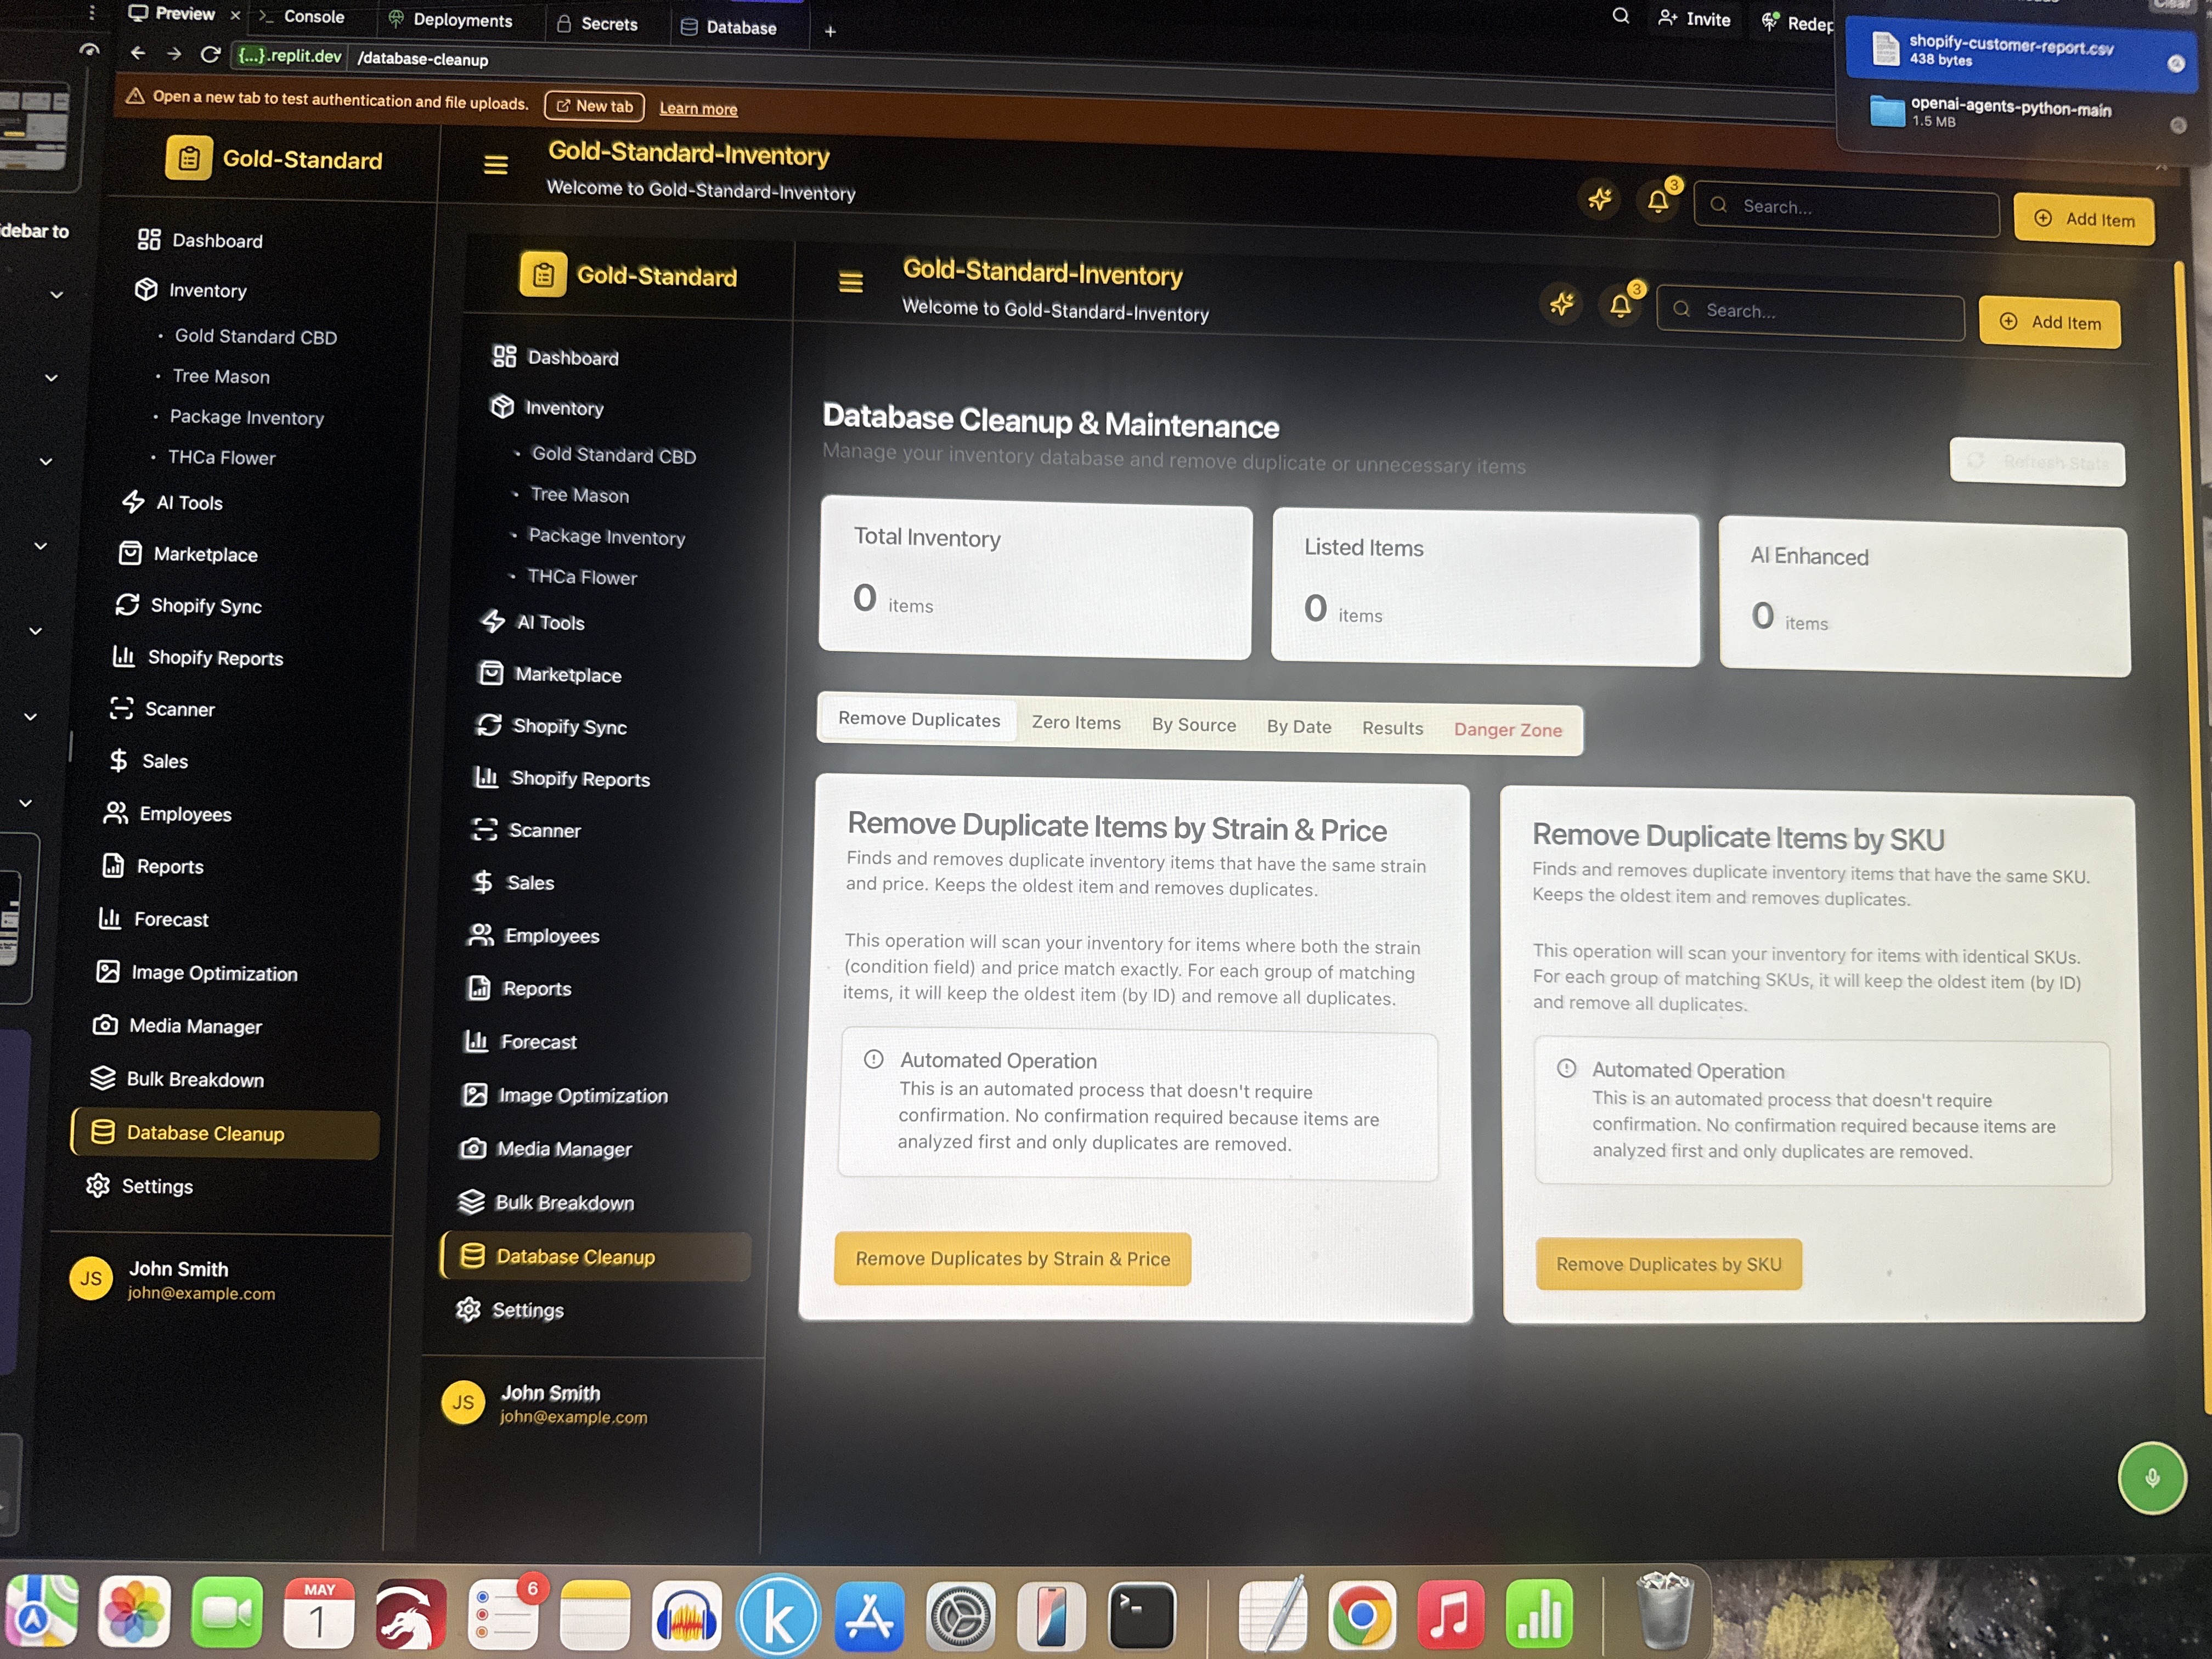 Preview
Console
Deployments
Secrets
Database
Invite
{...}.replit.dev
/database-cleanup
Open a new tab to test authentication and file uploads.
New tab
Learn more
shopify-customer-report.csv
438 bytes
openai-agents-python-main
1.5 MB
Gold-Standard
Gold-Standard-Inventory
Welcome to Gold-Standard-Inventory
3
Search...
Add Item
Dashboard
Inventory
Gold Standard CBD
Tree Mason
Package Inventory
THCa Flower
AI Tools
Marketplace
Shopify Sync
Shopify Reports
Scanner
Sales
Employees
Reports
Forecast
Image Optimization
Media Manager
Bulk Breakdown
Database Cleanup
Settings
JS
John Smith
john@example.com
Gold-Standard
Gold-Standard-Inventory
Welcome to Gold-Standard-Inventory
3
Search...
Add Item
Dashboard
Inventory
Gold Standard CBD
Tree Mason
Package Inventory
THCa Flower
AI Tools
Marketplace
Shopify Sync
Shopify Reports
Scanner
Sales
Employees
Reports
Forecast
Image Optimization
Media Manager
Bulk Breakdown
Database Cleanup
Settings
JS
John Smith
john@example.com
Database Cleanup & Maintenance
Manage your inventory database and remove duplicate or unnecessary items
Refresh Stats
Total Inventory
0 items
Listed Items
0 items
AI Enhanced
0 items
Remove Duplicates
Zero Items
By Source
By Date
Results
Danger Zone
Remove Duplicate Items by Strain & Price
Finds and removes duplicate inventory items that have the same strain
and price. Keeps the oldest item and removes duplicates.
This operation will scan your inventory for items where both the strain
(condition field) and price match exactly. For each group of matching
items, it will keep the oldest item (by ID) and remove all duplicates.
Automated Operation
This is an automated process that doesn't require
confirmation. No confirmation required because items are
analyzed first and only duplicates are removed.
Remove Duplicates by Strain & Price
Remove Duplicate Items by SKU
Finds and removes duplicate inventory items that have the same SKU.
Keeps the oldest item and removes duplicates.
This operation will scan your inventory for items with identical SKUs.
For each group of matching SKUs, it will keep the oldest item (by ID)
and remove all duplicates.
Automated Operation
This is an automated process that doesn't require
confirmation. No confirmation required because items are
analyzed first and only duplicates are removed.
Remove Duplicates by SKU
MAY
1
6
k